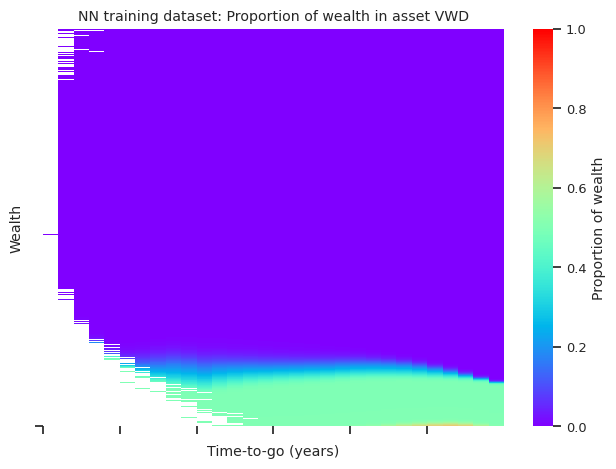 NN training dataset: Proportion of wealth in asset VWD
Wealth
Time-to-go (years)
1.0
0.8
0.6
0.4
0.2
0.0
Proportion of wealth